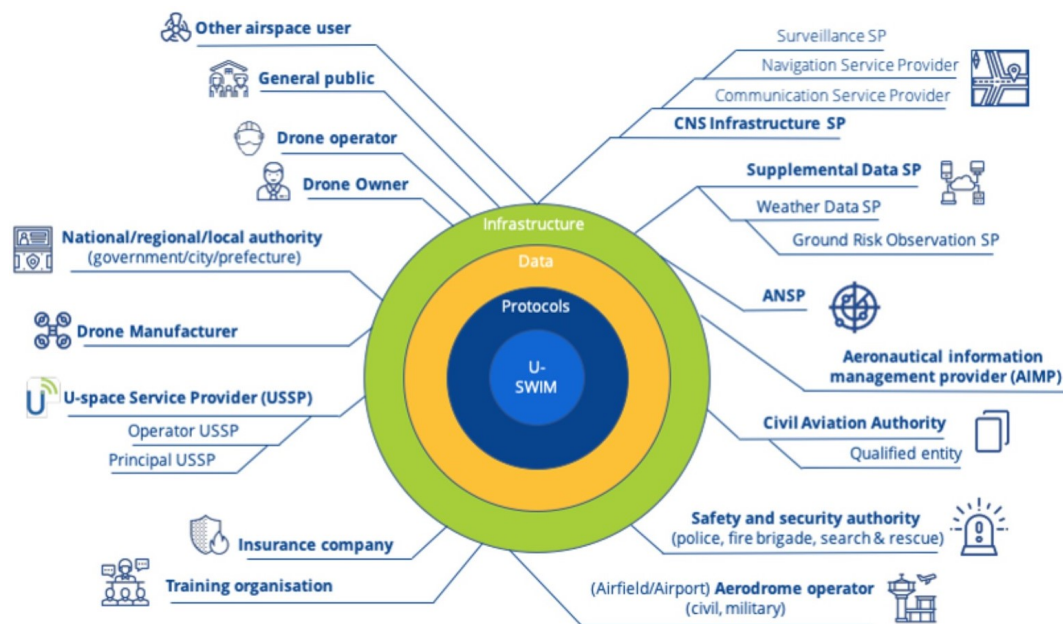 Other airspace user
General public
Drone operator
Drone Owner
National/regional/local authority
(government/city/prefecture)
Drone Manufacturer
U
U-space Service Provider (USSP)
Operator USSP
Principal USSP
Insurance company
Training organisation
Infrastructure
Data
Protocols
U-
SWIM
Surveillance SP
Navigation Service Provider
Communication Service Provider
CNS Infrastructure SP
Supplemental Data SP
Weather Data SP
Ground Risk Observation SP
ANSP
Aeronautical information
management provider (AIMP)
Civil Aviation Authority
Qualified entity
Safety and security authority
(police, fire brigade, search & rescue)
(Airfield/Airport) Aerodrome operator
(civil, military)